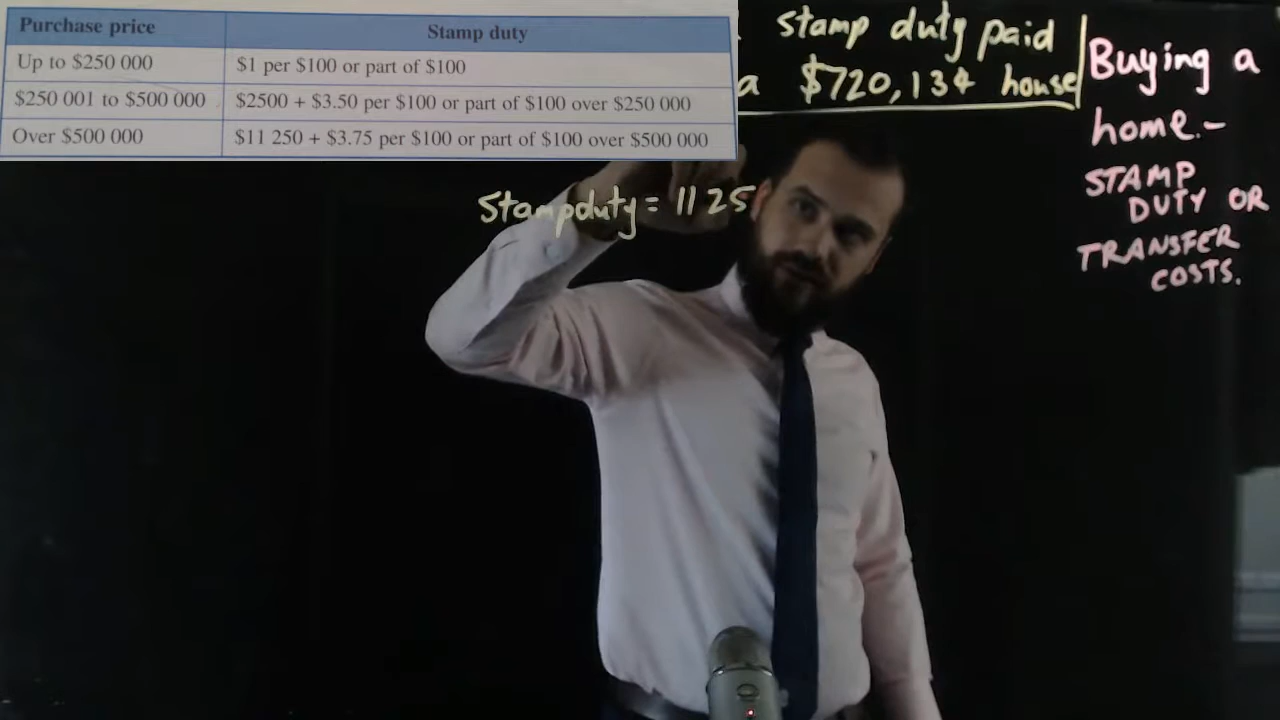 Purchase price Stamp duty
Up to $250 000 $1 per $100 or part of $100
$250 001 to $500 000 $2500 + $3.50 per $100 or part of $100 over $250 000
Over $500 000 $11 250 + $3.75 per $100 or part of $100 over $500 000
stamp duty paid
a $720,134 house
Stampduty = 1125
Buying a
home.-
STAMP
DUTY OR
TRANSFER
COSTS.